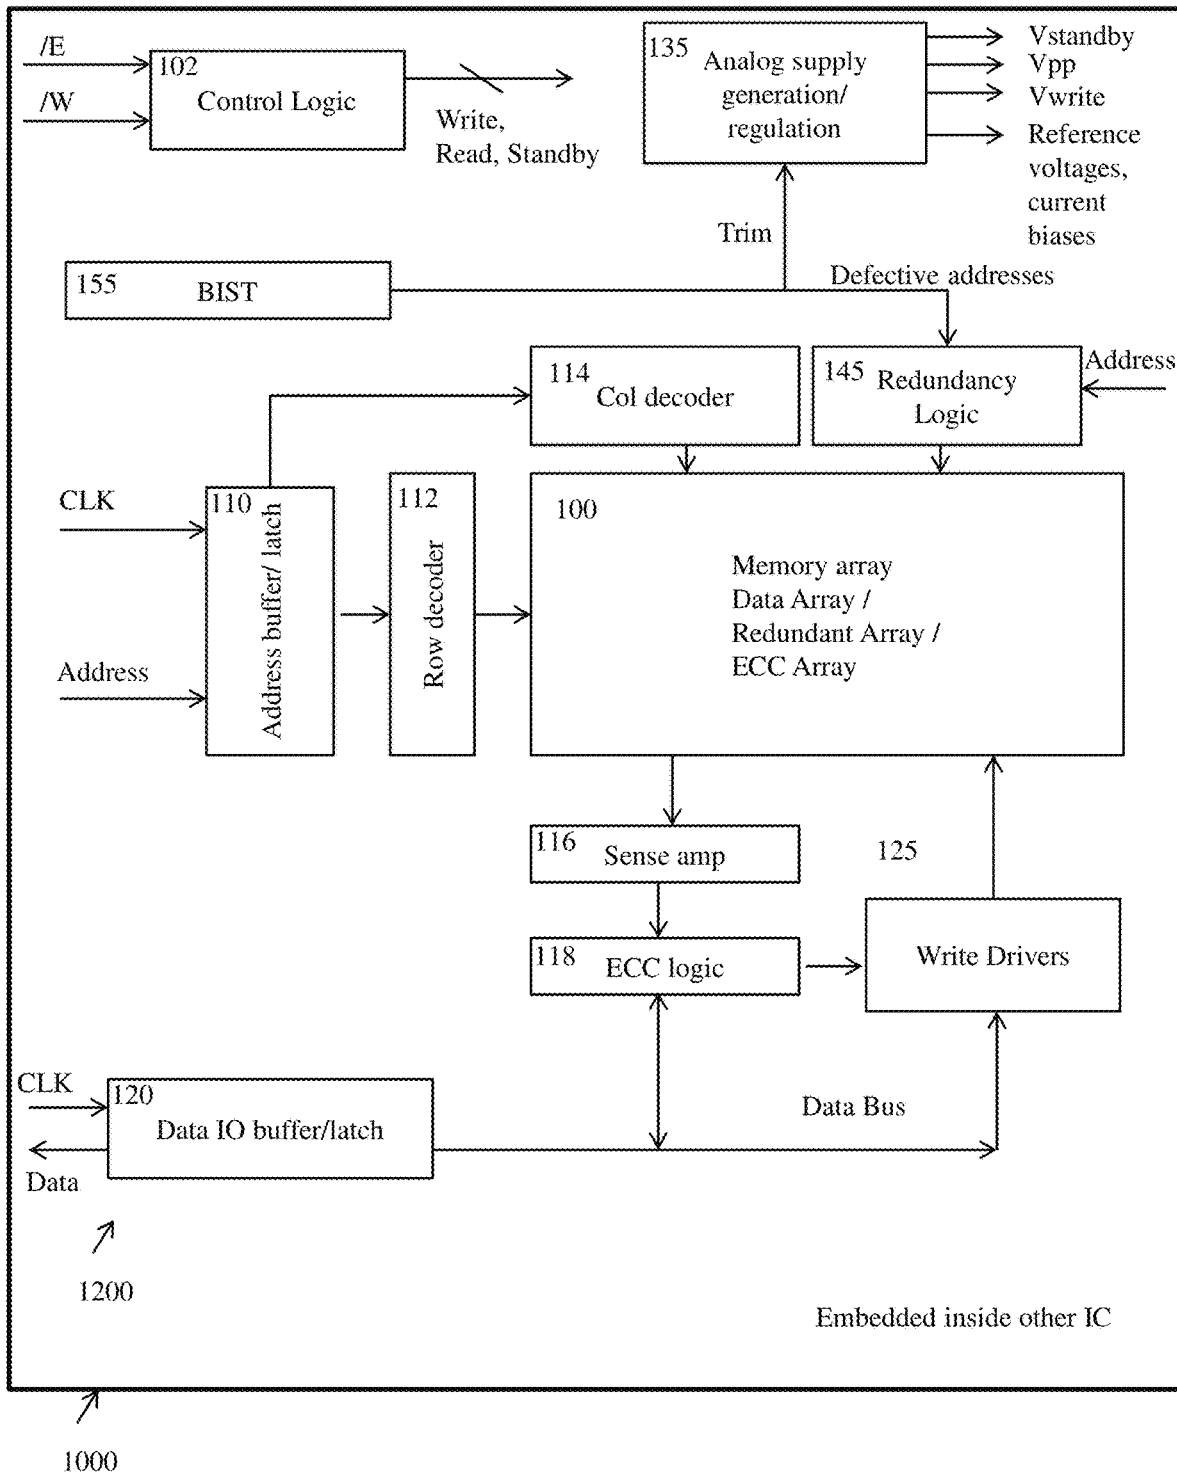 /E
/W
102
Control Logic
Write,
Read, Standby
135
Analog supply
generation/
regulation
Vstandby
Vpp
Vwrite
Reference
voltages,
current
biases
Trim
155
BIST
Defective addresses
114
Col decoder
145
Redundancy
Logic
Address
CLK
Address
110
Address buffer/ latch
112
Row decoder
100
Memory array
Data Array /
Redundant Array /
ECC Array
116
Sense amp
125
118
ECC logic
Write Drivers
CLK
120
Data IO buffer/latch
Data
Data Bus
1200
Embedded inside other IC
1000